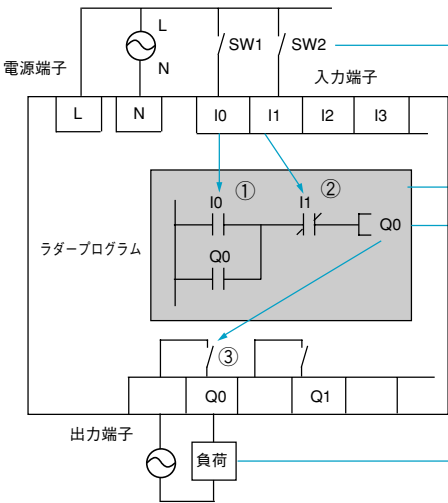 L
SW1 SW2
N
電源端子 入力端子
L N I0 I1 I2 I3
① ②
I0 I1
Q0
ラダープログラム
Q0
③
Q0 Q1
出力端子
負荷